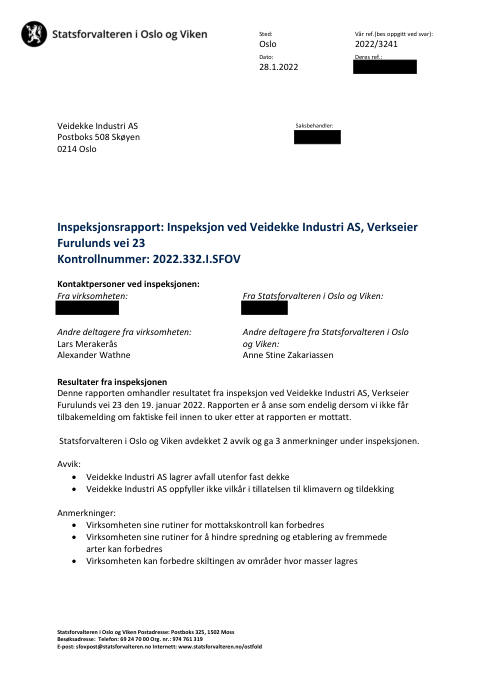 Statsforvalteren i Oslo og Viken
Sted:
Oslo
Dato:
28.1.2022
Vår ref.(bes oppgitt ved svar):
2022/3241
Deres ref.:
Veidekke Industri AS
Postboks 508 Skøyen
0214 Oslo
Saksbehandler:
Inspeksjonsrapport: Inspeksjon ved Veidekke Industri AS, Verkseier
Furulunds vei 23
Kontrollnummer: 2022.332.I.SFOV
Kontaktpersoner ved inspeksjonen:
Fra virksomheten:
Fra Statsforvalteren i Oslo og Viken:
Andre deltagere fra virksomheten:
Lars Merakerås
Alexander Wathne
Andre deltagere fra Statsforvalteren i Oslo
og Viken:
Anne Stine Zakariassen
Resultater fra inspeksjonen
Denne rapporten omhandler resultatet fra inspeksjon ved Veidekke Industri AS, Verkseier
Furulunds vei 23 den 19. januar 2022. Rapporten er å anse som endelig dersom vi ikke får
tilbakemelding om faktiske feil innen to uker etter at rapporten er mottatt.
Statsforvalteren i Oslo og Viken avdekket 2 avvik og ga 3 anmerkninger under inspeksjonen.
Avvik:
• Veidekke Industri AS lagrer avfall utenfor fast dekke
• Veidekke Industri AS oppfyller ikke vilkår i tillatelsen til klimavern og tildekking
Anmerkninger:
• Virksomheten sine rutiner for mottakskontroll kan forbedres
• Virksomheten sine rutiner for å hindre spredning og etablering av fremmede
arter kan forbedres
• Virksomheten kan forbedre skiltingen av områder hvor masser lagres
Statsforvalteren i Oslo og Viken Postadresse: Postboks 325, 1502 Moss
Besøksadresse: Telefon: 69 24 70 00 Org. nr.: 974 761 319
E-post: sfovpost@statsforvalteren.no Internett: www.statsforvalteren.no/ostfold